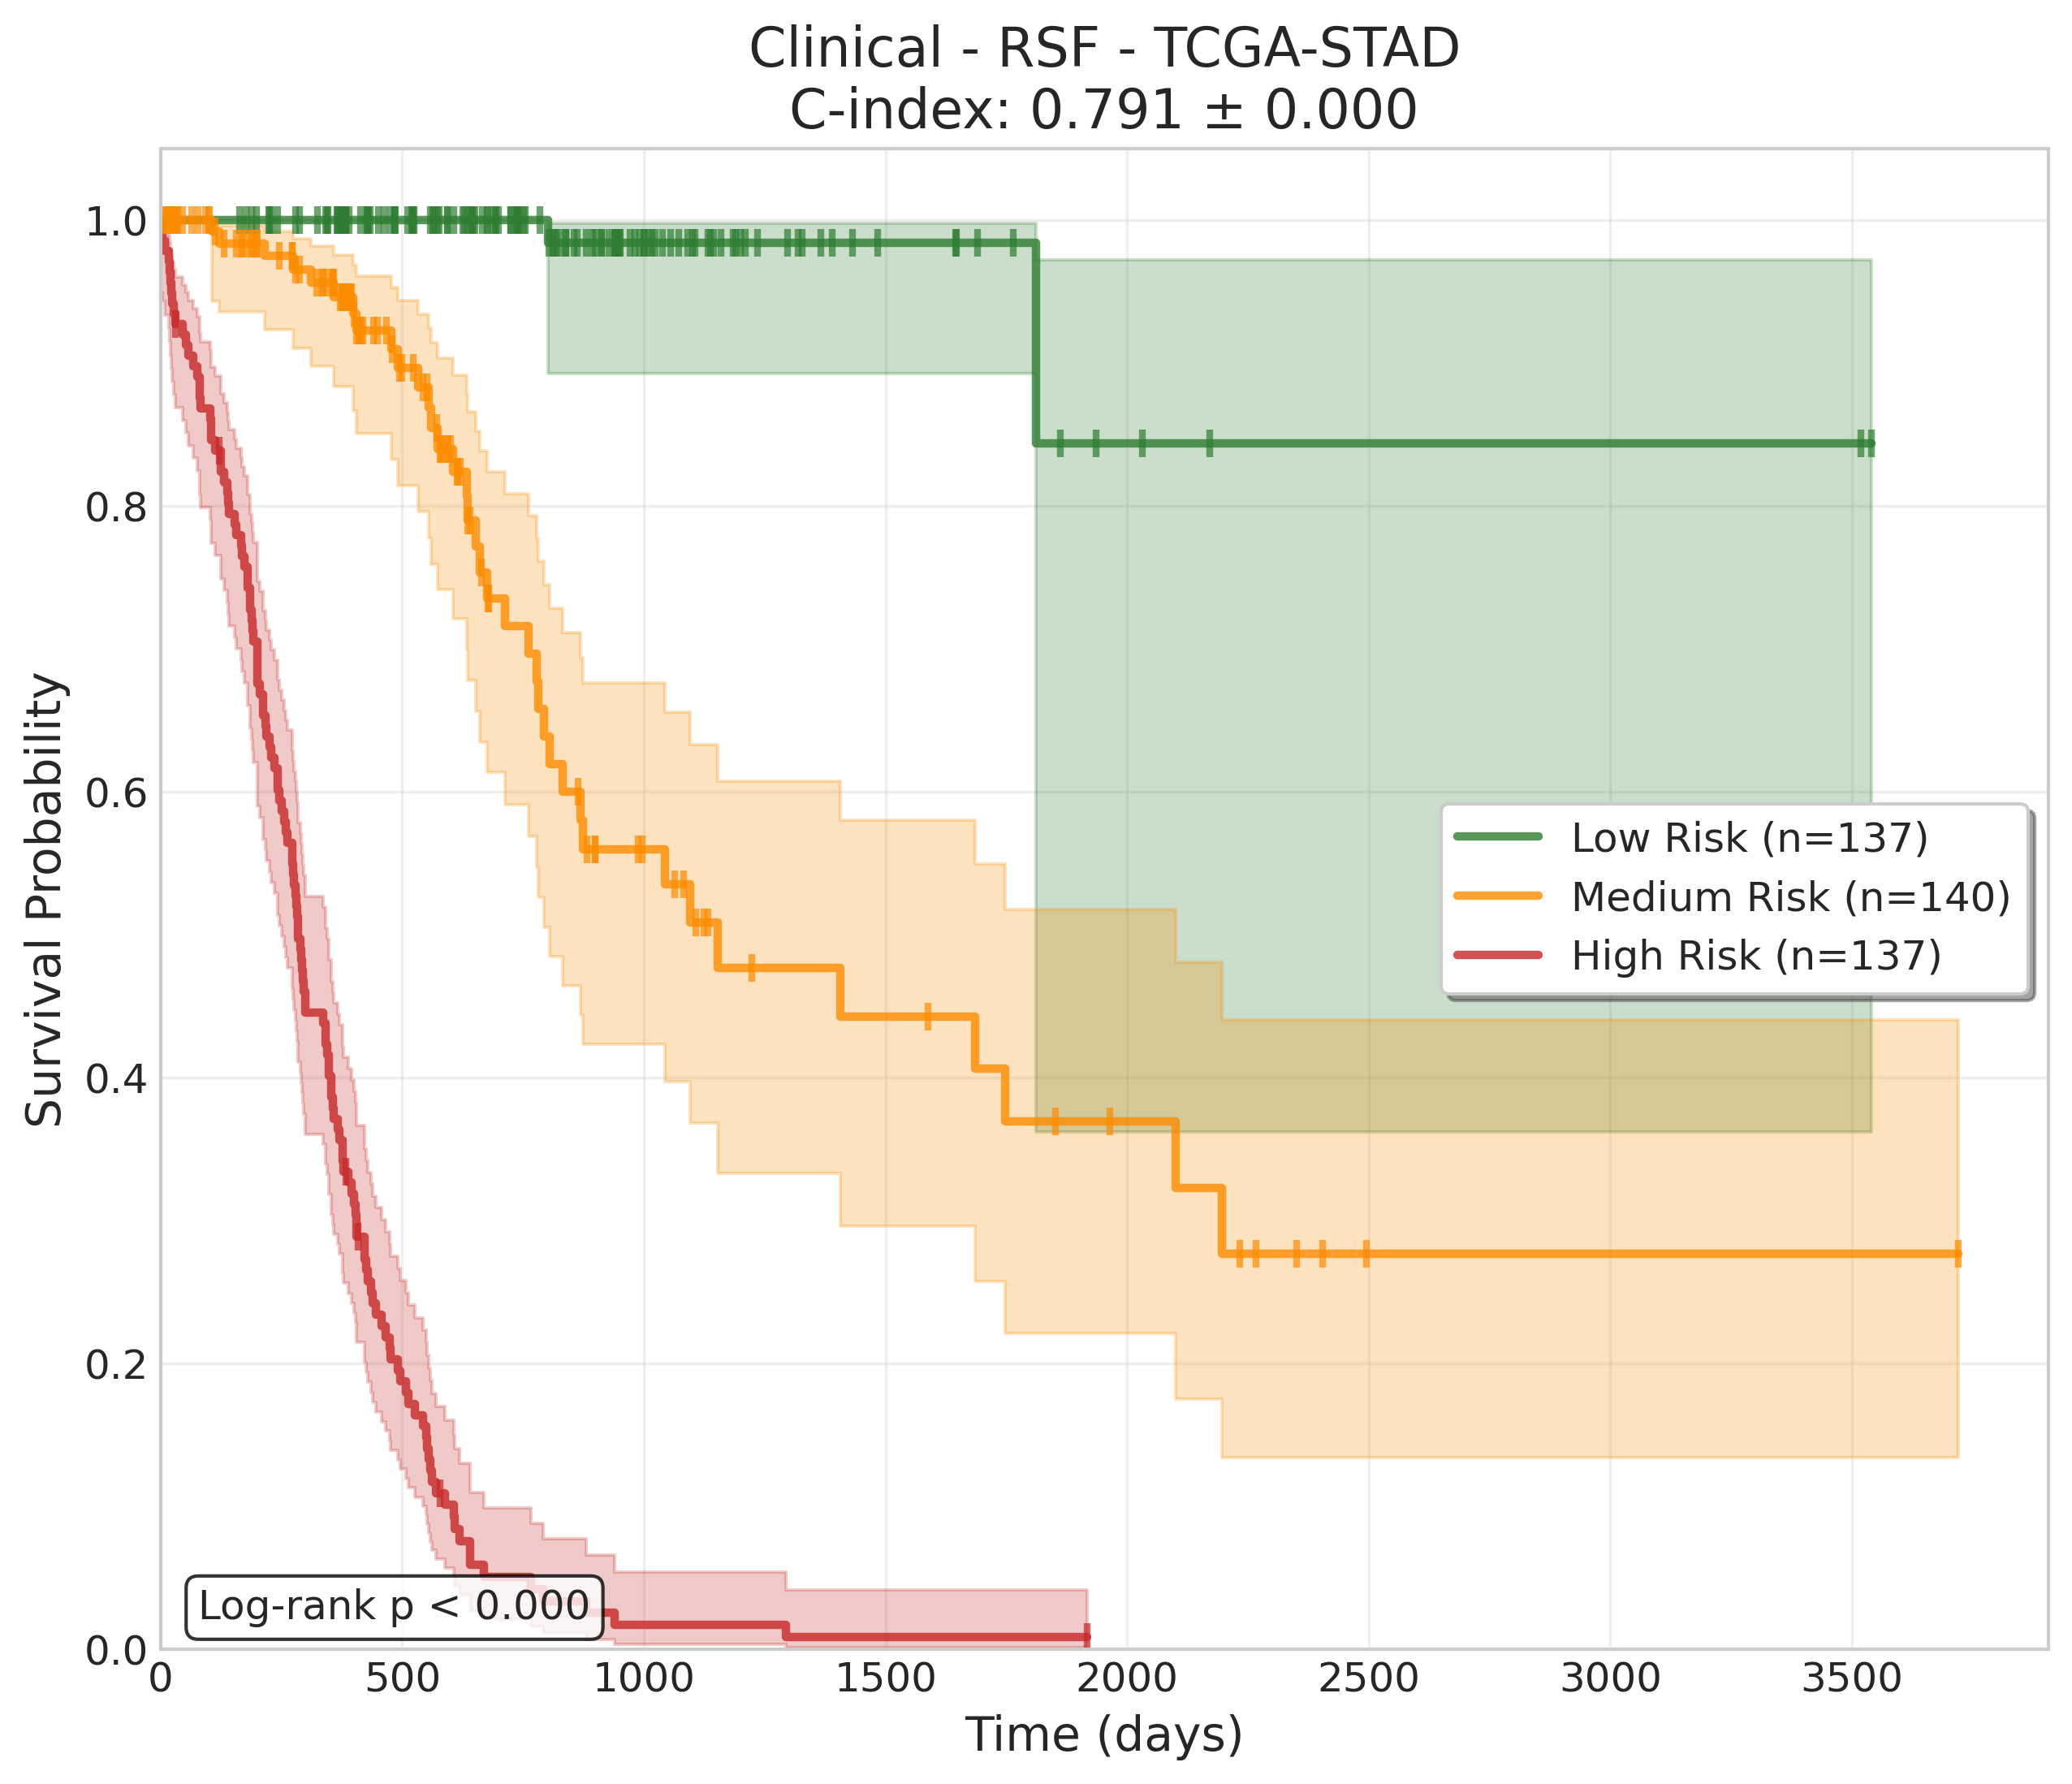 Clinical - RSF - TCGA-STAD
C-index: 0.791 ± 0.000
Survival Probability
1.0
0.8
0.6
0.4
0.2
0.0
Low Risk (n=137)
Medium Risk (n=140)
High Risk (n=137)
Log-rank p < 0.000
0 500 1000 1500 2000 2500 3000 3500
Time (days)